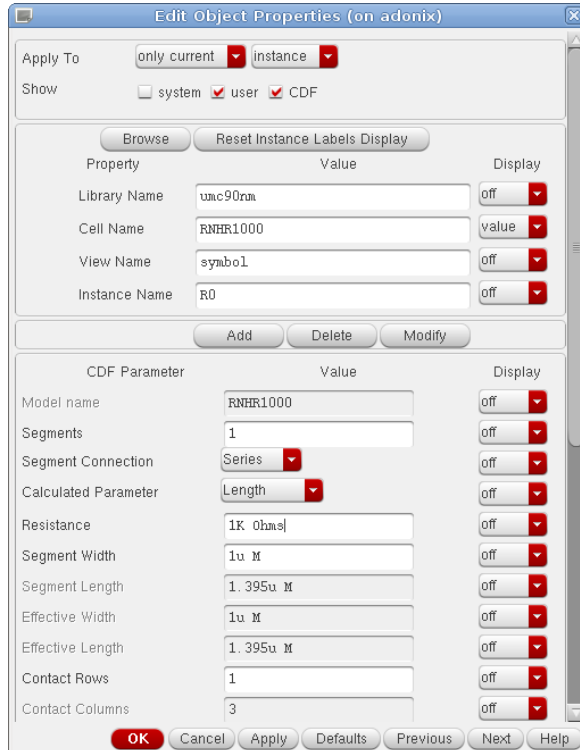 Edit Object Properties (on adonix)
Apply To only current instance
Show system user CDF
Browse Reset Instance Labels Display
Property Value Display
Library Name umc90nm off
Cell Name RNHR1000 value
View Name symbol off
Instance Name R0 off
Add Delete Modify
CDF Parameter Value Display
Model name RNHR1000 off
Segments 1 off
Segment Connection Series off
Calculated Parameter Length off
Resistance 1K Ohms off
Segment Width 1u M off
Segment Length 1.395u M off
Effective Width 1u M off
Effective Length 1.395u M off
Contact Rows 1 off
Contact Columns 3 off
OK Cancel Apply Defaults Previous Next Help